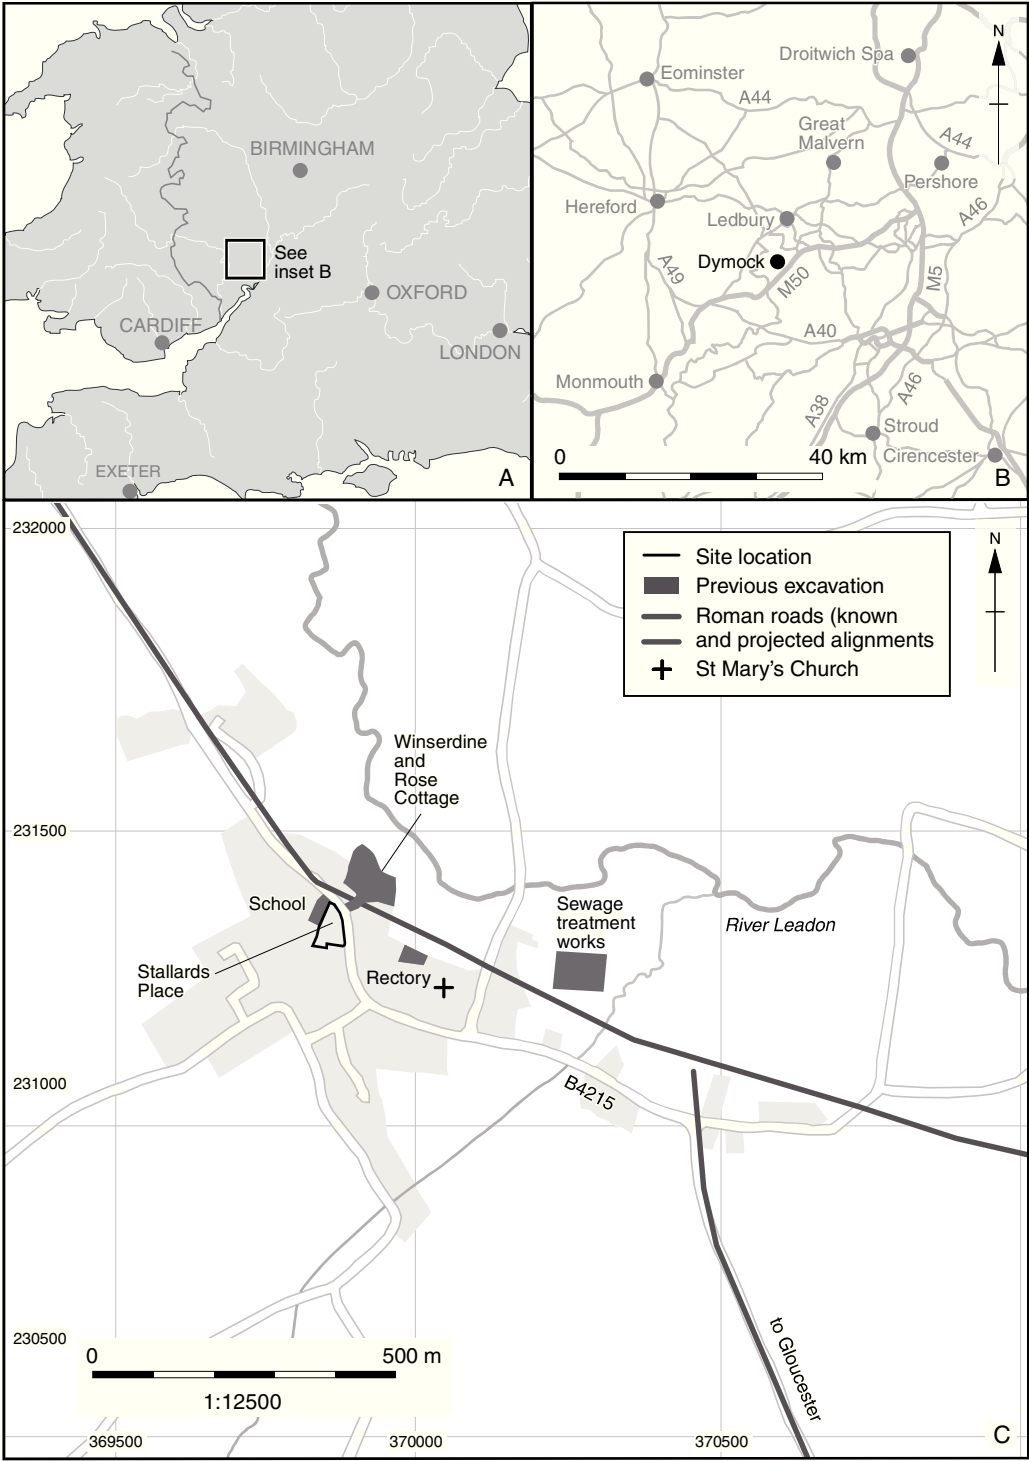 BIRMINGHAM
See
inset B
OXFORD
CARDIFF
LONDON
EXETER
A
N
Droitwich Spa
Eominster
A44
Great
Malvern
A44
Pershore
Hereford
Ledbury
A46
Dymock
A49
M50
M5
A40
Monmouth
A38
A46
Stroud
Cirencester
0 40 km
B
232000
N
Site location
Previous excavation
Roman roads (known
and projected alignments
St Mary's Church
Winserdine
and
Rose
Cottage
231500
School
Sewage
treatment
works
River Leadon
Stallards
Place
Rectory
231000
B4215
230500
to Gloucester
0 500 m
1:12500
369500 370000 370500
C